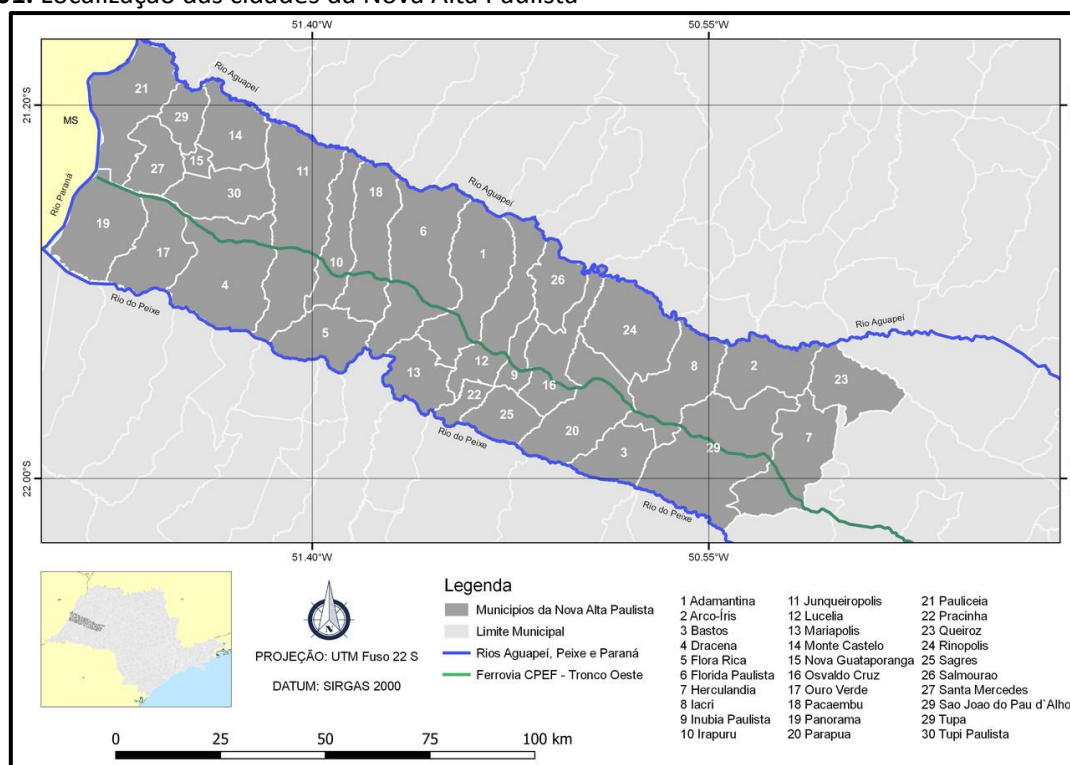 01. Localização das cidades da Nova Alta Paulista
51.40°W 50.55°W
21.20°S
22.00°S
MS
Rio Paraná
Rio Aguapeí
Rio Aguapeí
Rio Aguapeí
Rio do Peixe
Rio do Peixe
Rio do Peixe
21
29
14
15
27
30
11
18
6
1
26
19
17
4
10
5
24
13
12
9
16
22
25
20
3
8
2
23
29
7
51.40°W 50.55°W
PROJEÇÃO: UTM Fuso 22 S
DATUM: SIRGAS 2000
N
Legenda
Municipios da Nova Alta Paulista
Limite Municipal
Rios Aguapeí, Peixe e Paraná
Ferrovia CPEF - Tronco Oeste
1 Adamantina
2 Arco-Íris
3 Bastos
4 Dracena
5 Flora Rica
6 Florida Paulista
7 Herculandia
8 Iacri
9 Inubia Paulista
10 Irapuru
11 Junqueiropolis
12 Lucelia
13 Mariapolis
14 Monte Castelo
15 Nova Guataporanga
16 Osvaldo Cruz
17 Ouro Verde
18 Pacaembu
19 Panorama
20 Parapua
21 Pauliceia
22 Pracinha
23 Queiroz
24 Rinopolis
25 Sagres
26 Salmourao
27 Santa Mercedes
29 Sao Joao do Pau d`Alho
29 Tupa
30 Tupi Paulista
0 25 50 75 100 km